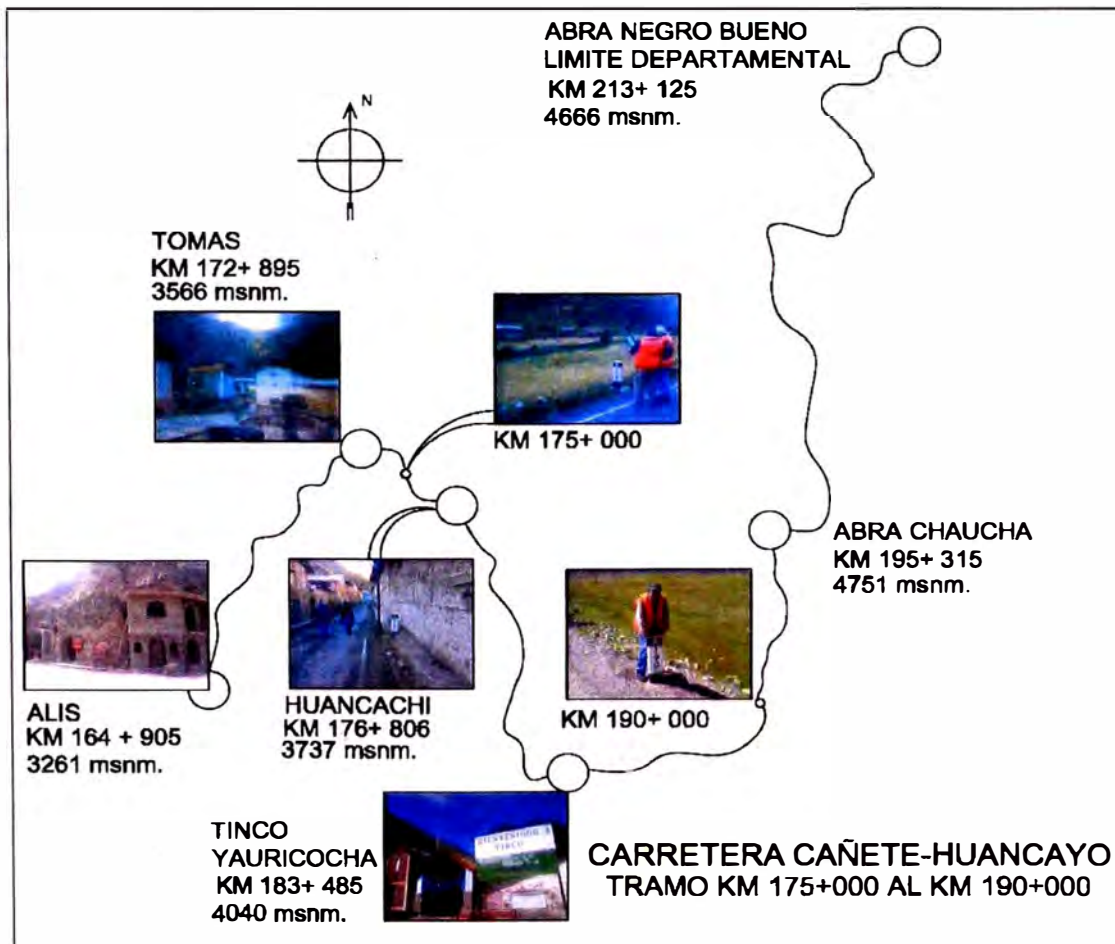 ABRA NEGRO BUENO
LIMITE DEPARTAMENTAL
KM 213+ 125
4666 msnm.
N
TOMAS
KM 172+ 895
3566 msnm.
KM 175+ 000
ABRA CHAUCHA
KM 195+ 315
4751 msnm.
ALIS
KM 164 + 905
3261 msnm.
HUANCACHI
KM 176+ 806
3737 msnm.
KM 190+ 000
TINCO
YAURICOCHA
KM 183+ 485
4040 msnm.
TINCO
CARRETERA CAÑETE-HUANCAYO
TRAMO KM 175+000 AL KM 190+000